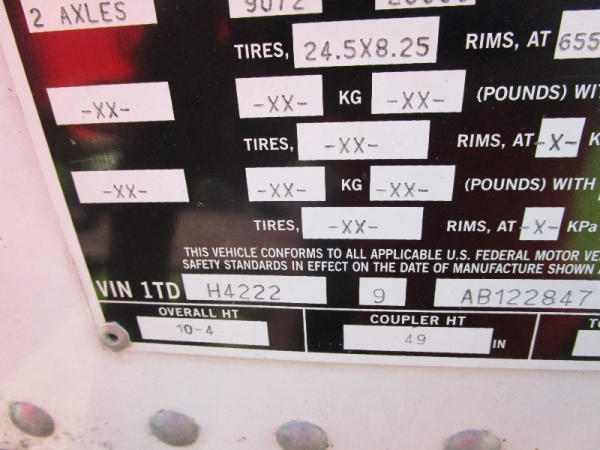 2 AXLES 9072
TIRES, 24.5X8.25 RIMS, AT 655
-XX- -XX- KG -XX- (POUNDS) WIT
TIRES, -XX- RIMS, AT -X- K
-XX- -XX- KG -XX- (POUNDS) WITH
TIRES, -XX- RIMS, AT -X- KPa
THIS VEHICLE CONFORMS TO ALL APPLICABLE U.S. FEDERAL MOTOR VE
SAFETY STANDARDS IN EFFECT ON THE DATE OF MANUFACTURE SHOWN A
VIN 1TD H4222 9 AB122847
OVERALL HT COUPLER HT TO
10-4 49 IN